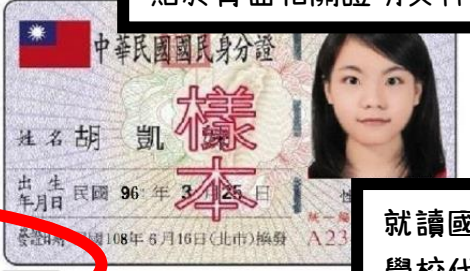 中華民國國民身分證
樣本
姓名 胡 凱
出生年月日 民國 96 年 3 月 25 日
108年6月16日(北市)換發
A23
就讀國